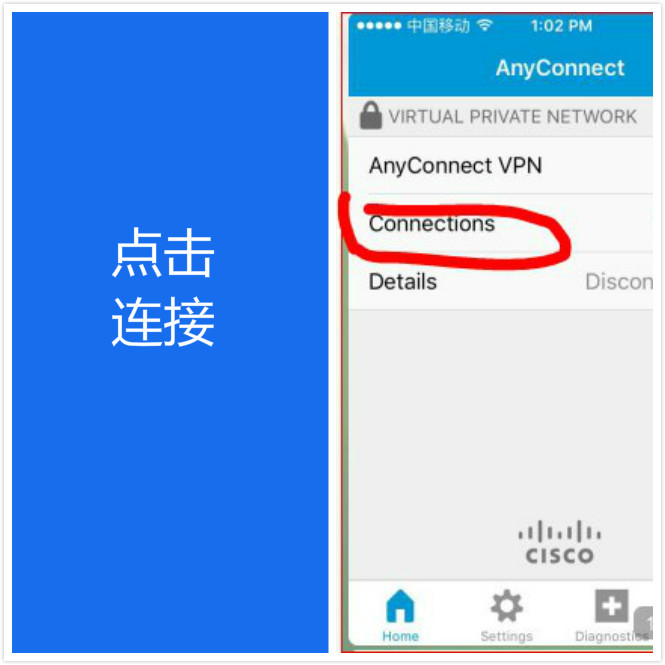 点击
连接
中国移动 1:02 PM
AnyConnect
VIRTUAL PRIVATE NETWORK
AnyConnect VPN
Connections
Details Discon
CISCO
Home Settings Diagnostics
1